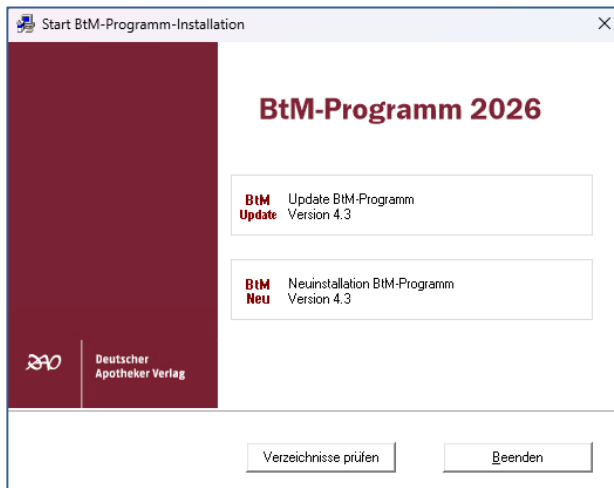 Start BtM-Programm-Installation
BtM-Programm 2026
BtM
Update
Update BtM-Programm
Version 4.3
BtM
Neu
Neuinstallation BtM-Programm
Version 4.3
Deutscher
Apotheker Verlag
Verzeichnisse prüfen
Beenden